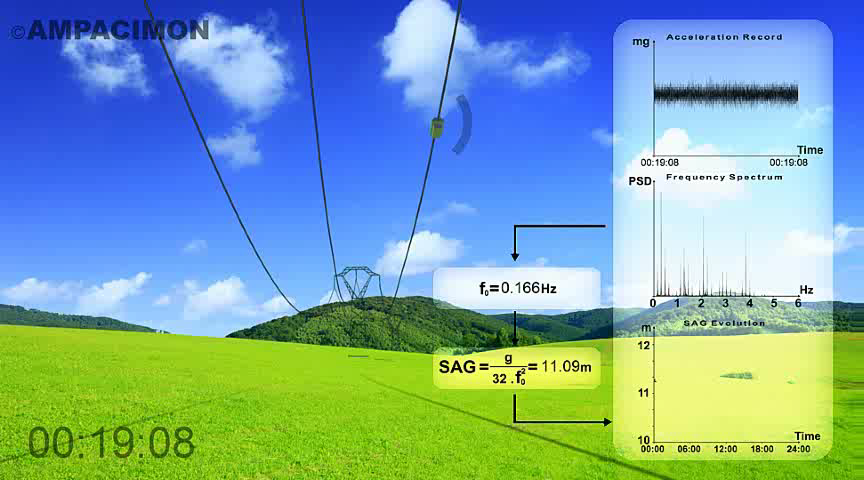 ©AMPACIMON
Acceleration Record
mg
Time
00:19:08 00:19:08
Frequency Spectrum
PSD
Hz
0 1 2 3 4 5 6
f₀=0.166Hz
SAG Evolution
m
12
11
10
Time
00:00 06:00 12:00 18:00 24:00
SAG = g / 32 . f₀² = 11.09m
00:19:08